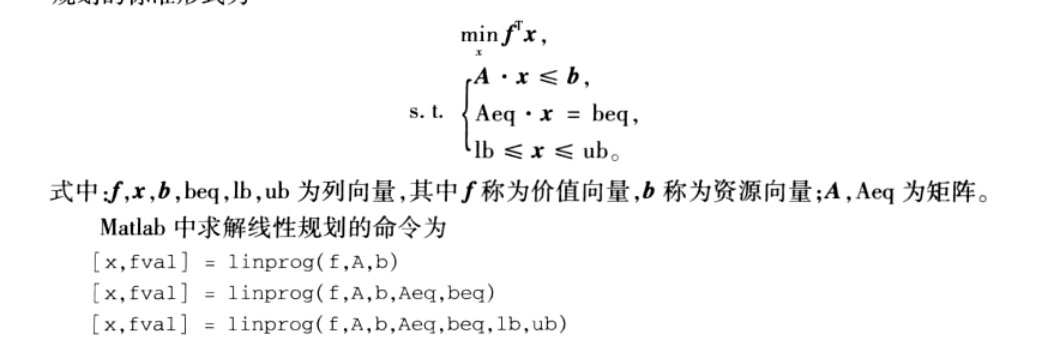 min fᵀx,
x
A · x ≤ b,
s. t. Aeq · x = beq,
lb ≤ x ≤ ub。
式中:f,x,b,beq,lb,ub 为列向量,其中 f 称为价值向量,b 称为资源向量;A,Aeq 为矩阵。
Matlab 中求解线性规划的命令为
[x,fval] = linprog(f,A,b)
[x,fval] = linprog(f,A,b,Aeq,beq)
[x,fval] = linprog(f,A,b,Aeq,beq,lb,ub)